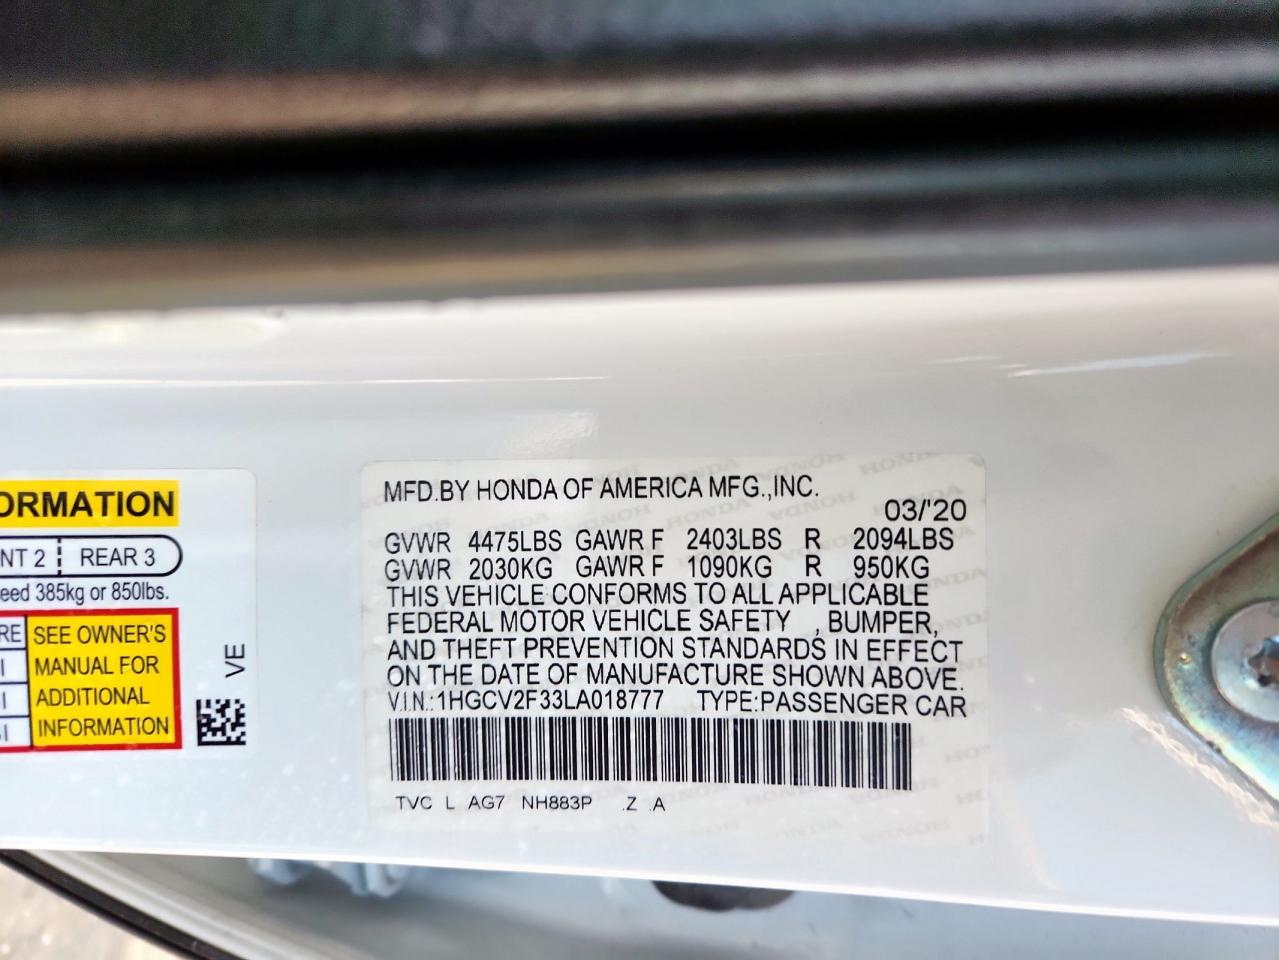 ORMATION
NT 2 REAR 3
eed 385kg or 850lbs.
RE
SEE OWNER'S
MANUAL FOR
ADDITIONAL
INFORMATION
VE
MFD.BY HONDA OF AMERICA MFG.,INC.
03/'20
GVWR 4475LBS GAWR F 2403LBS R 2094LBS
GVWR 2030KG GAWR F 1090KG R 950KG
THIS VEHICLE CONFORMS TO ALL APPLICABLE
FEDERAL MOTOR VEHICLE SAFETY , BUMPER,
AND THEFT PREVENTION STANDARDS IN EFFECT
ON THE DATE OF MANUFACTURE SHOWN ABOVE.
V.I.N.:1HGCV2F33LA018777 TYPE:PASSENGER CAR
TVC L AG7 NH883P .Z .A